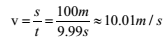 v = s/t = 100m/9.99s ≈ 10.01m / s